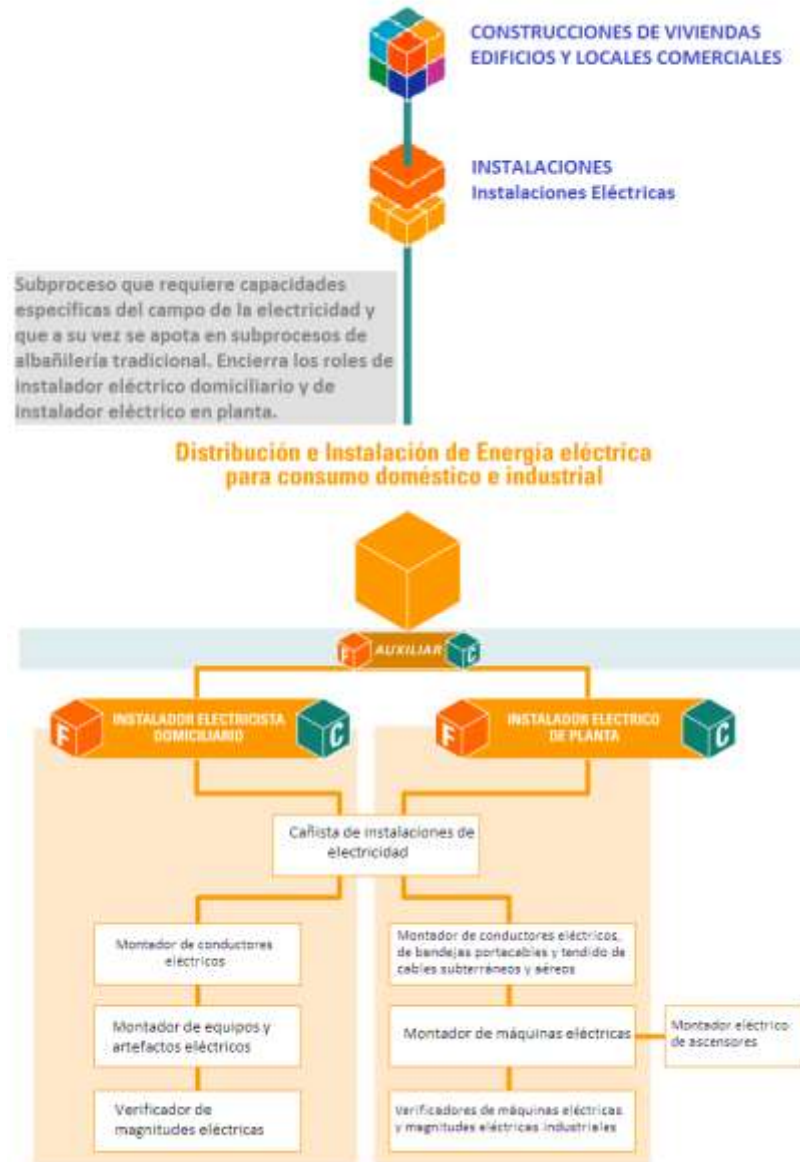 CONSTRUCCIONES DE VIVIENDAS
EDIFICIOS Y LOCALES COMERCIALES
INSTALACIONES
Instalaciones Eléctricas
Subproceso que requiere capacidades
específicas del campo de la electricidad y
que a su vez se apota en subprocesos de
albañilería tradicional. Encierra los roles de
instalador eléctrico domiciliario y de
instalador eléctrico en planta.
Distribución e Instalación de Energía eléctrica
para consumo doméstico e industrial
F AUXILIAR C
F INSTALADOR ELECTRICISTA C
DOMICILIARIO
F INSTALADOR ELECTRICO C
DE PLANTA
Cañista de instalaciones de
electricidad
Montador de conductores
eléctricos
Montador de conductores eléctricos,
de bandejas portacables y tendido de
cables subterráneos y aéreos
Montador de equipos y
artefactos eléctricos
Montador de máquinas eléctricas
Montador eléctrico
de ascensores
Verificador de
magnitudes eléctricas
Verificadores de máquinas eléctricas
y magnitudes eléctricas industriales